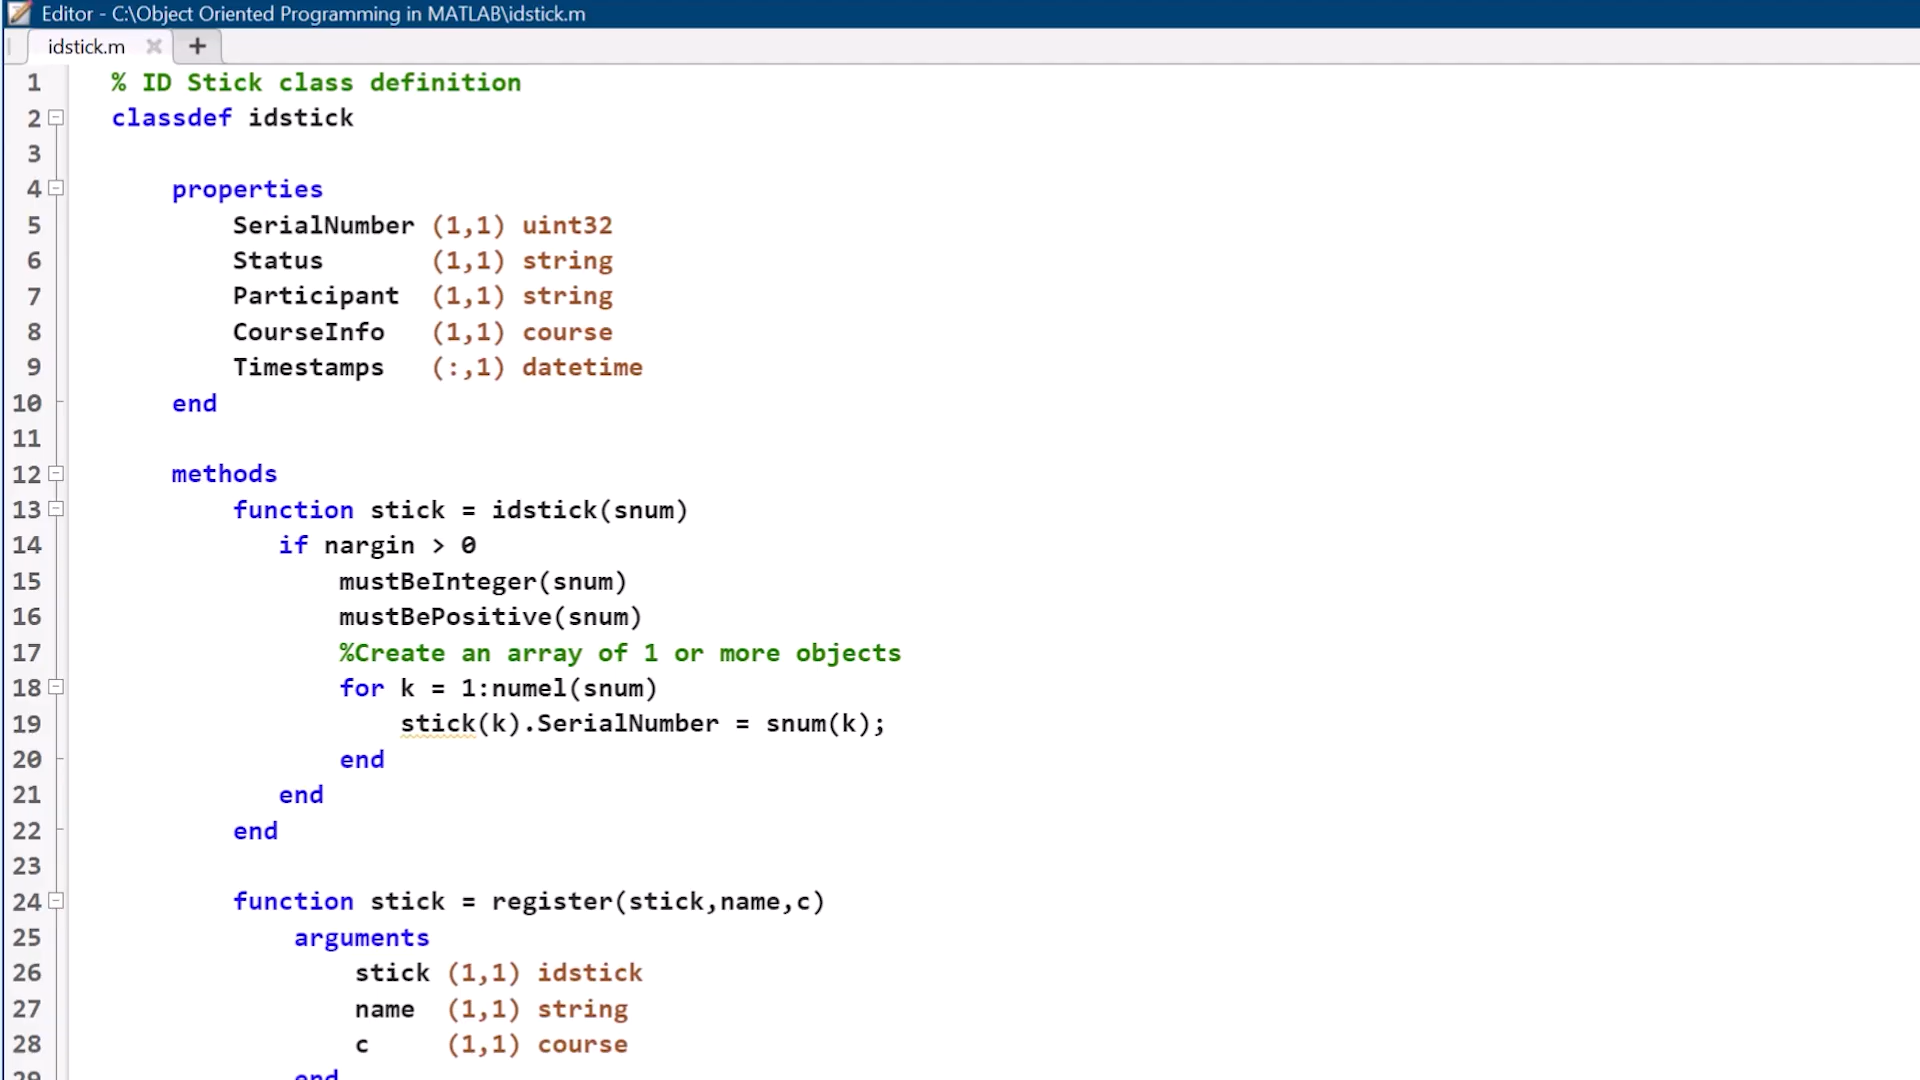 Editor - C:\Object Oriented Programming in MATLAB\idstick.m
idstick.m
1 % ID Stick class definition
2 classdef idstick
3
4 properties
5 SerialNumber (1,1) uint32
6 Status (1,1) string
7 Participant (1,1) string
8 CourseInfo (1,1) course
9 Timestamps (:,1) datetime
10 end
11
12 methods
13 function stick = idstick(snum)
14 if nargin > 0
15 mustBeInteger(snum)
16 mustBePositive(snum)
17 %Create an array of 1 or more objects
18 for k = 1:numel(snum)
19 stick(k).SerialNumber = snum(k);
20 end
21 end
22 end
23
24 function stick = register(stick,name,c)
25 arguments
26 stick (1,1) idstick
27 name (1,1) string
28 c (1,1) course
29 end